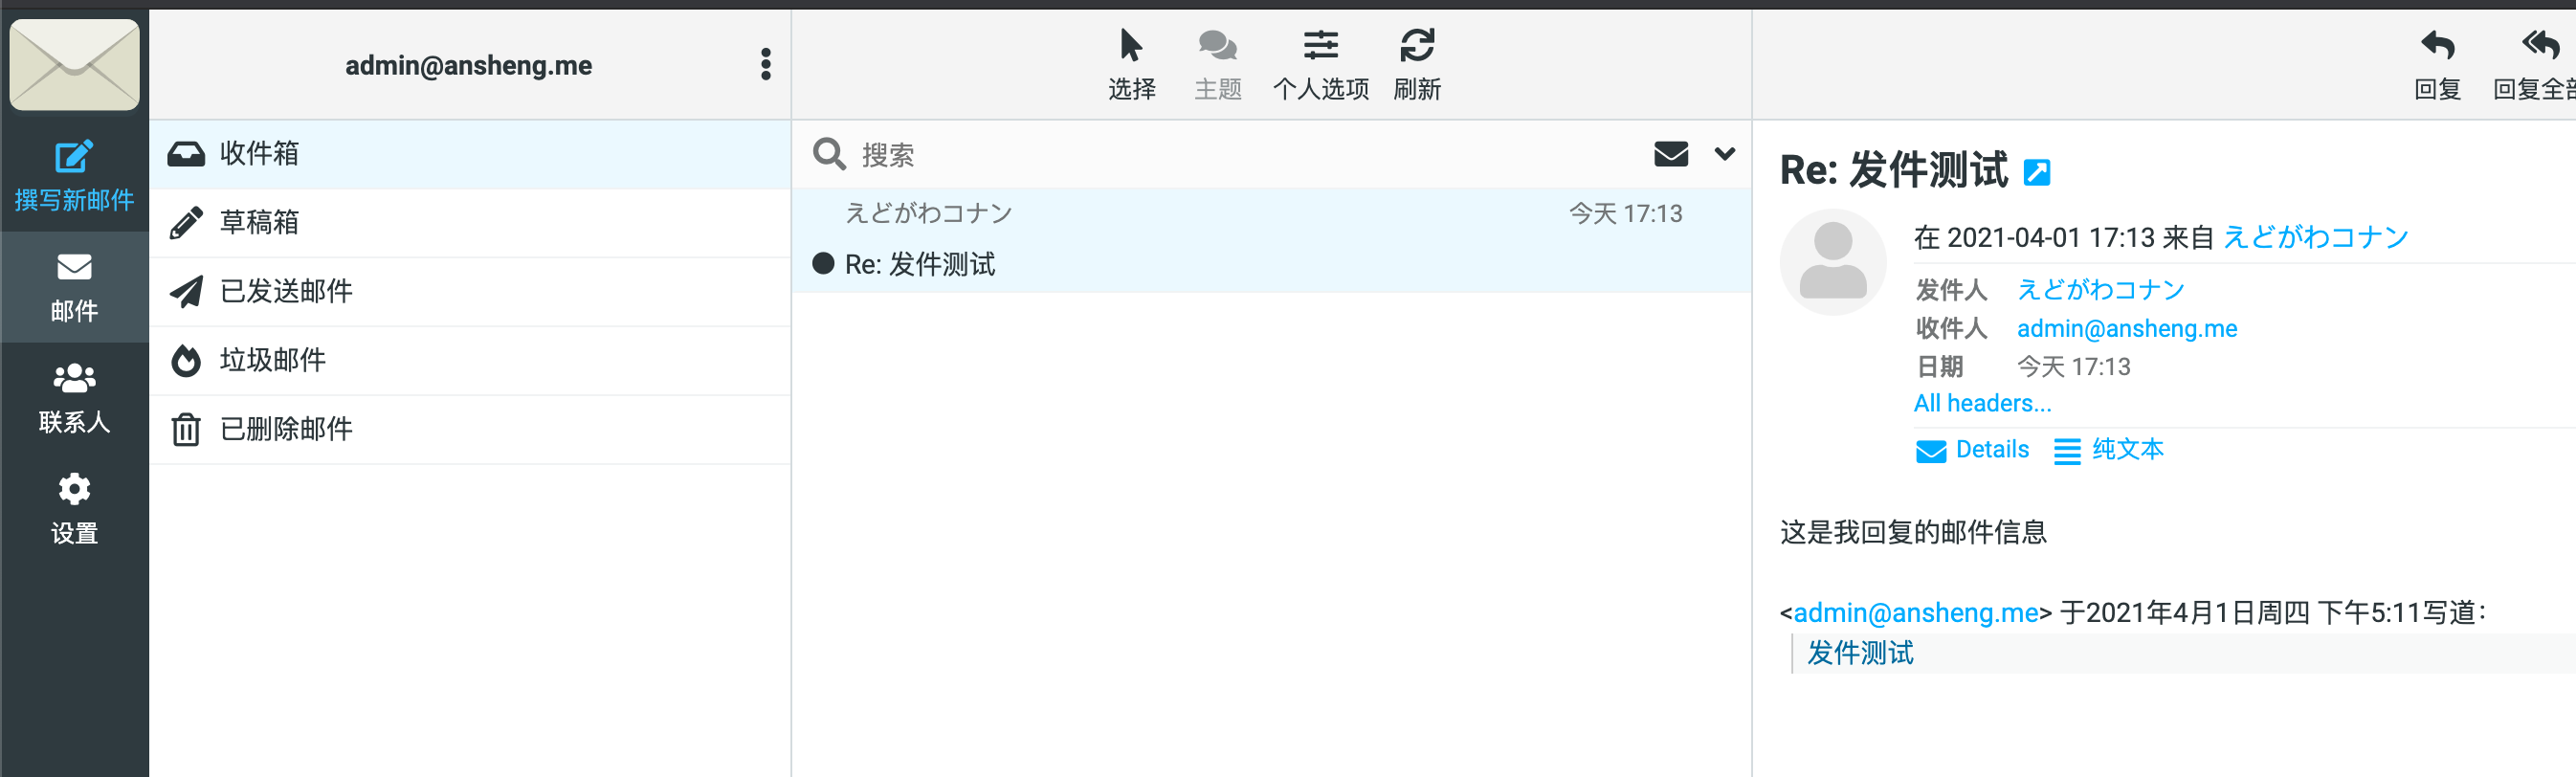 撰写新邮件
邮件
联系人
设置
admin@ansheng.me
收件箱
草稿箱
已发送邮件
垃圾邮件
已删除邮件
选择 主题 个人选项 刷新
搜索
えどがわコナン 今天 17:13
Re: 发件测试
回复 回复全部
Re: 发件测试
在 2021-04-01 17:13 来自 えどがわコナン
发件人 えどがわコナン
收件人 admin@ansheng.me
日期 今天 17:13
All headers...
Details 纯文本
这是我回复的邮件信息
<admin@ansheng.me> 于2021年4月1日周四 下午5:11写道：
发件测试